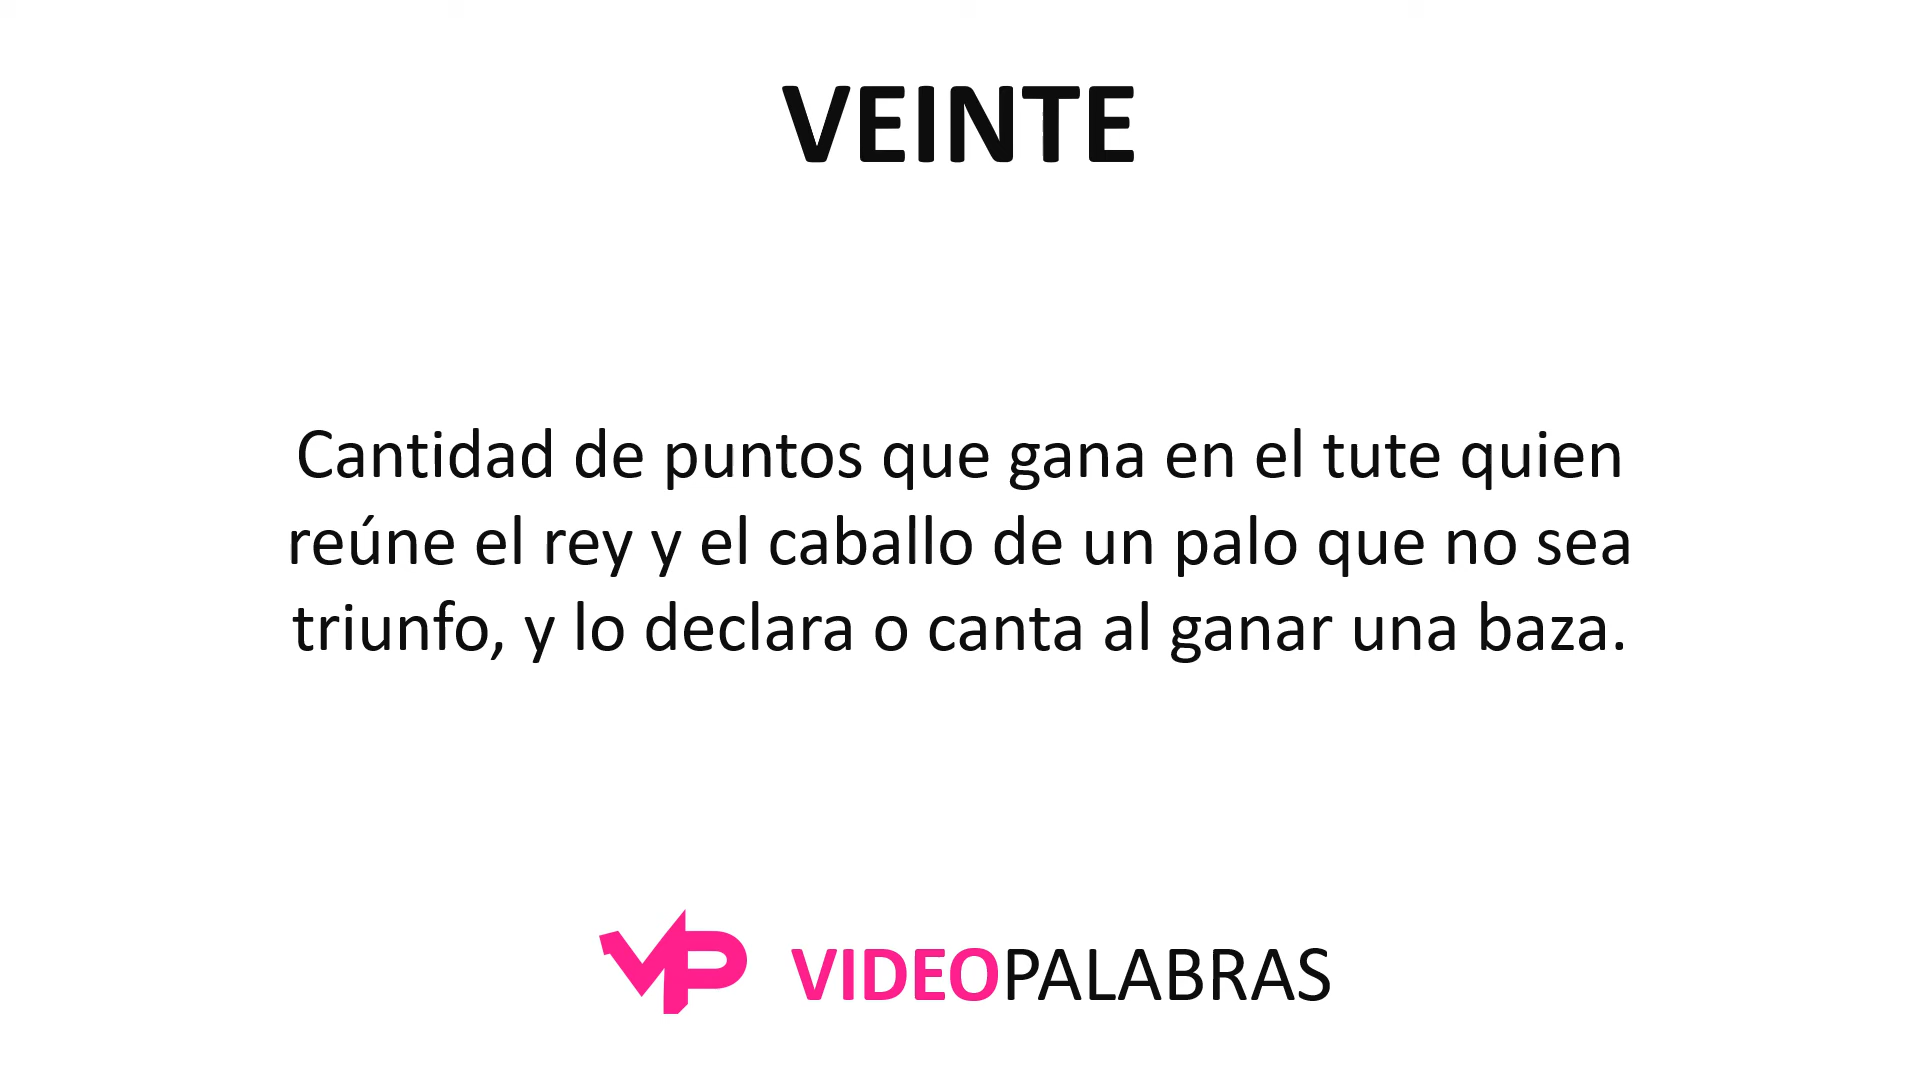 VEINTE
Cantidad de puntos que gana en el tute quien
reúne el rey y el caballo de un palo que no sea
triunfo, y lo declara o canta al ganar una baza.
VP VIDEOPALABRAS